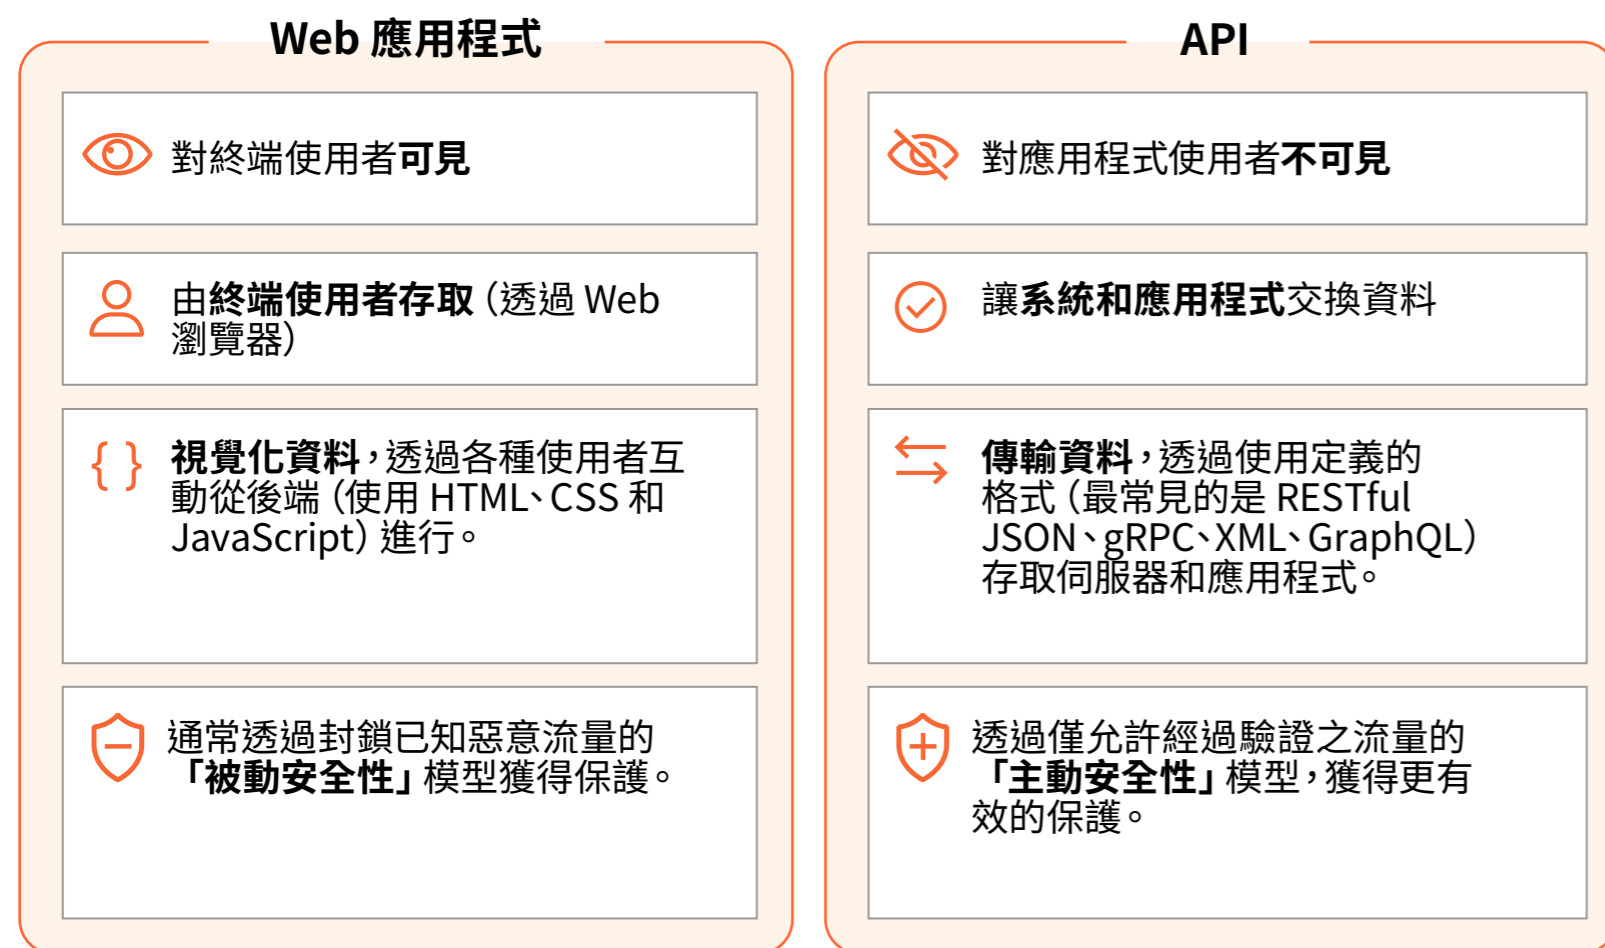 Web 應用程式
對終端使用者可見
由終端使用者存取（透過 Web
瀏覽器）
視覺化資料，透過各種使用者互
動從後端（使用 HTML、CSS 和
JavaScript）進行。
通常透過封鎖已知惡意流量的
「被動安全性」模型獲得保護。
API
對應用程式使用者不可見
讓系統和應用程式交換資料
傳輸資料，透過使用定義的
格式（最常見的是 RESTful
JSON、gRPC、XML、GraphQL）
存取伺服器和應用程式。
透過僅允許經過驗證之流量的
「主動安全性」模型，獲得更有
效的保護。